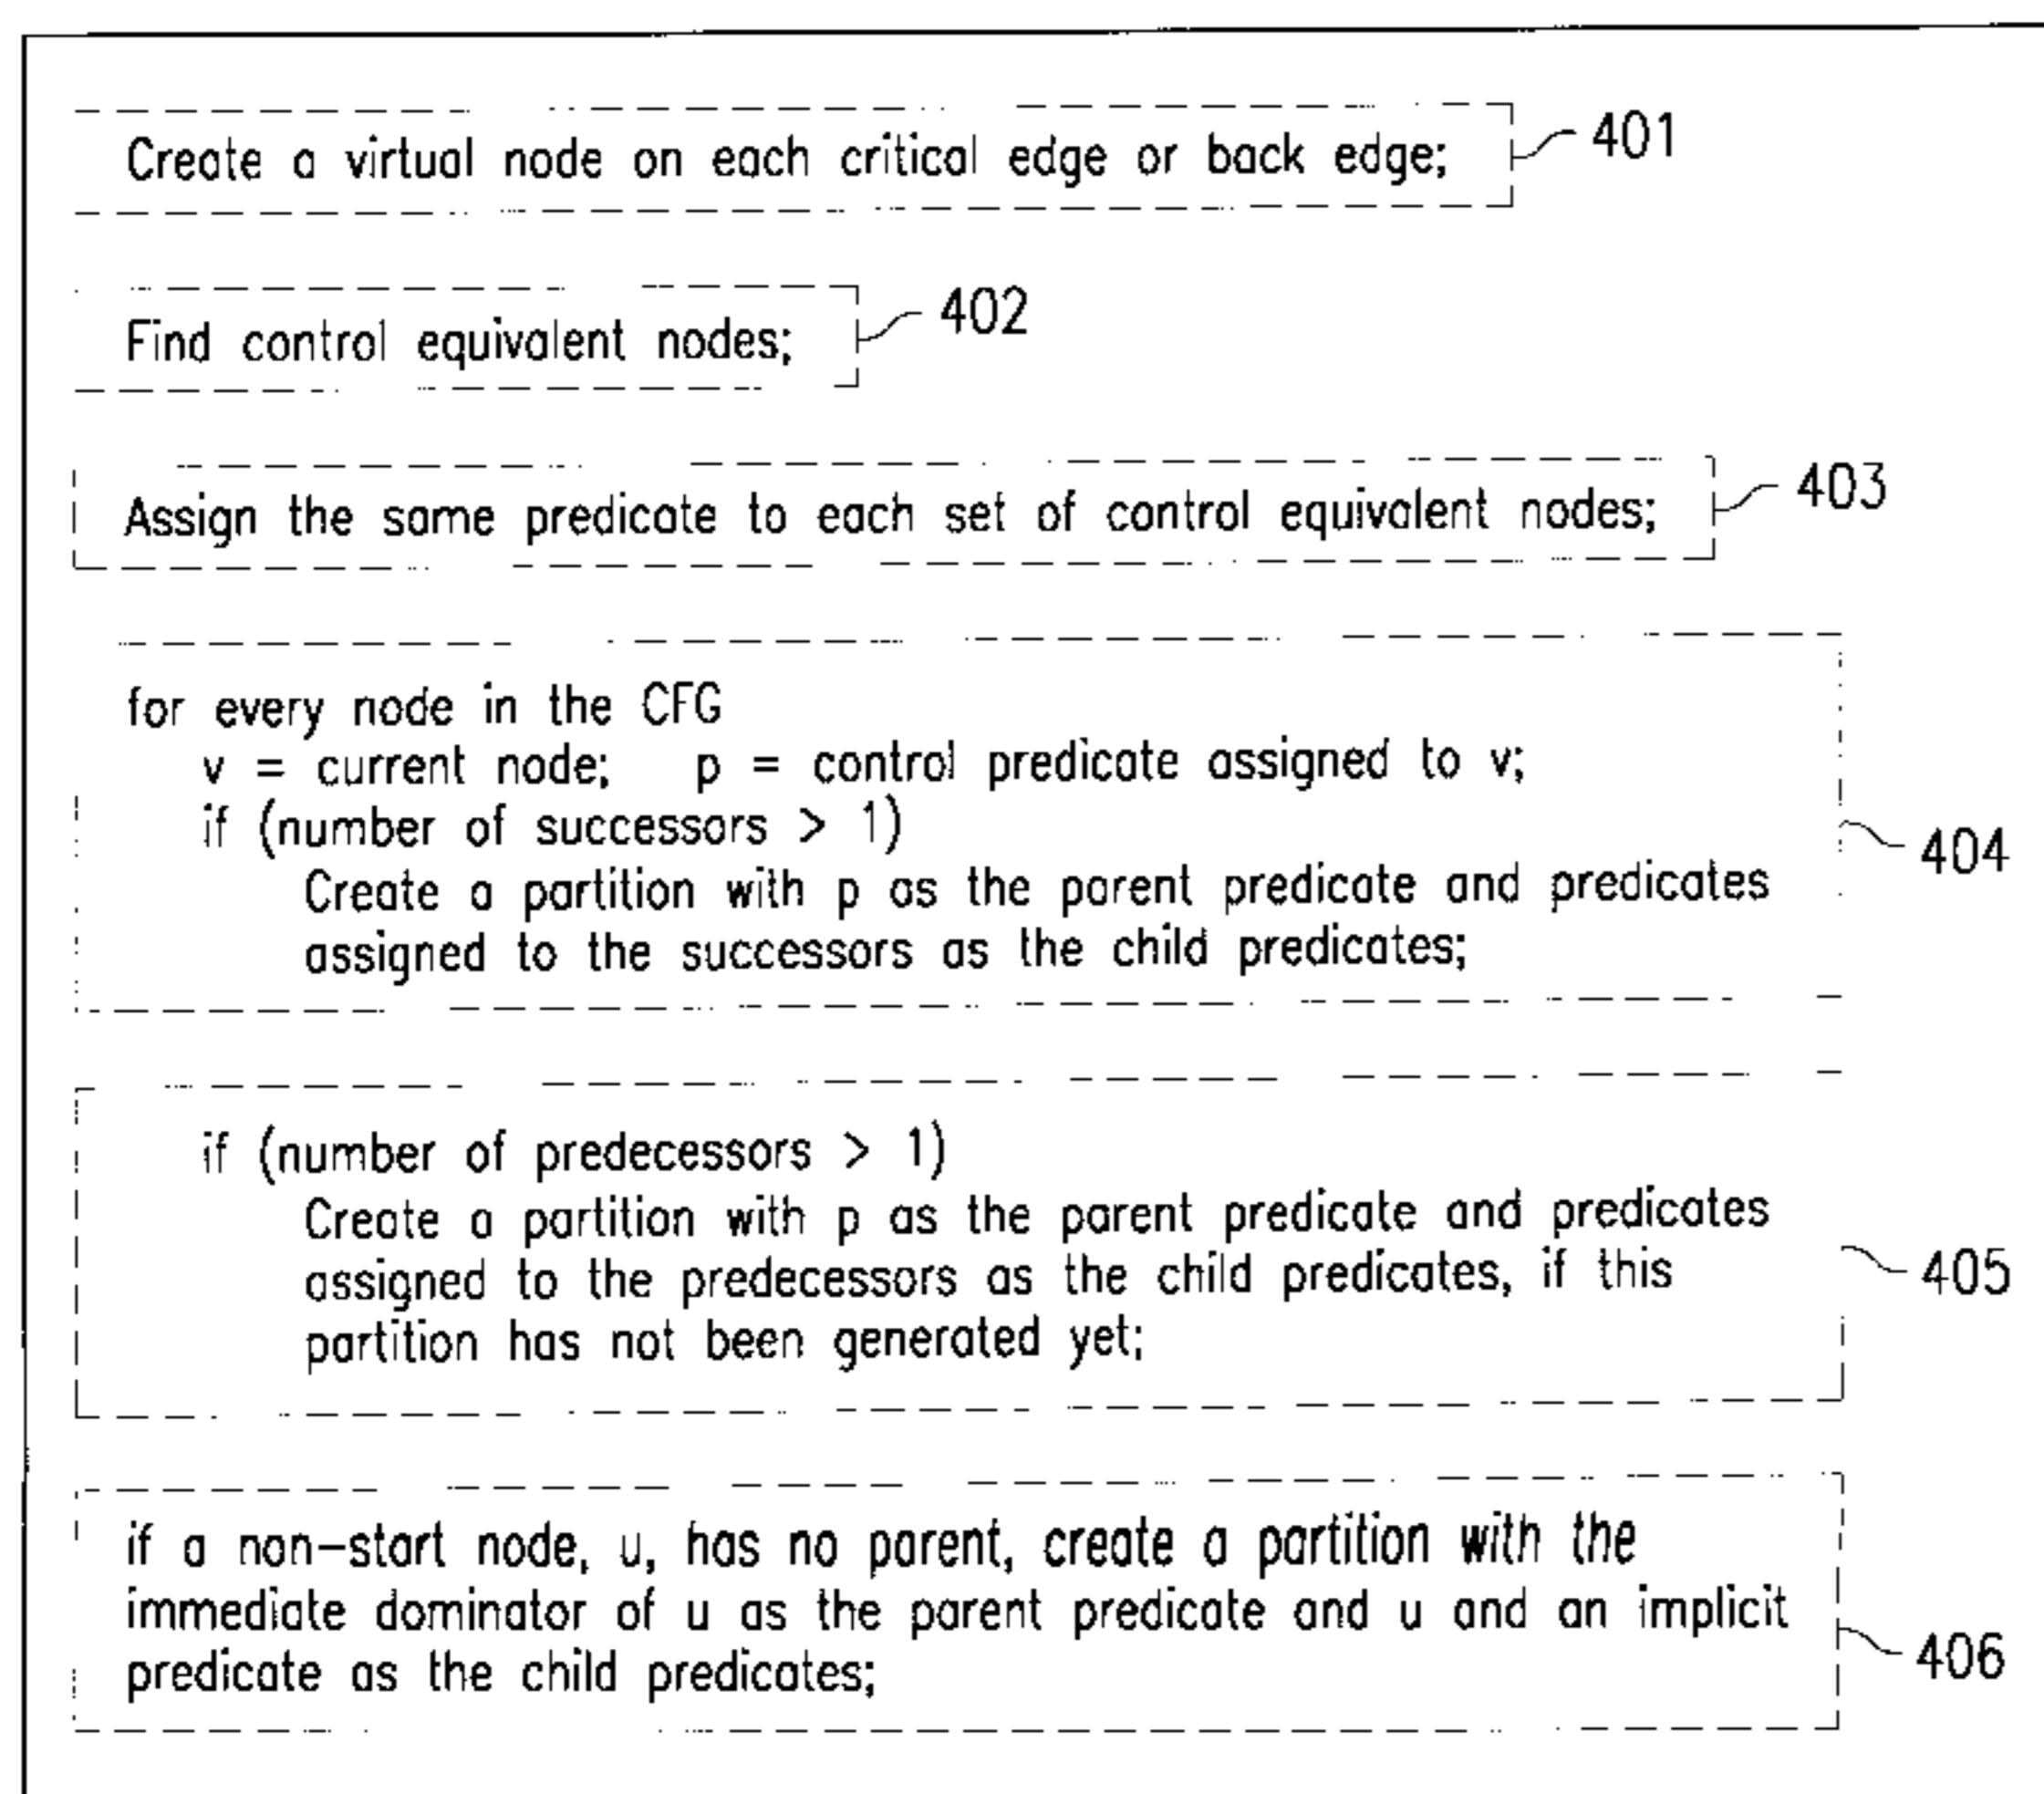 Create a virtual node on each critical edge or back edge;
401
Find control equivalent nodes;
402
Assign the same predicate to each set of control equivalent nodes;
403
for every node in the CFG
v = current node; p = control predicate assigned to v;
if (number of successors > 1)
Create a partition with p as the parent predicate and predicates
assigned to the successors as the child predicates;
404
if (number of predecessors > 1)
Create a partition with p as the parent predicate and predicates
assigned to the predecessors as the child predicates, if this
partition has not been generated yet;
405
if a non-start node, u, has no parent, create a partition with the
immediate dominator of u as the parent predicate and u and an implicit
predicate as the child predicates;
406